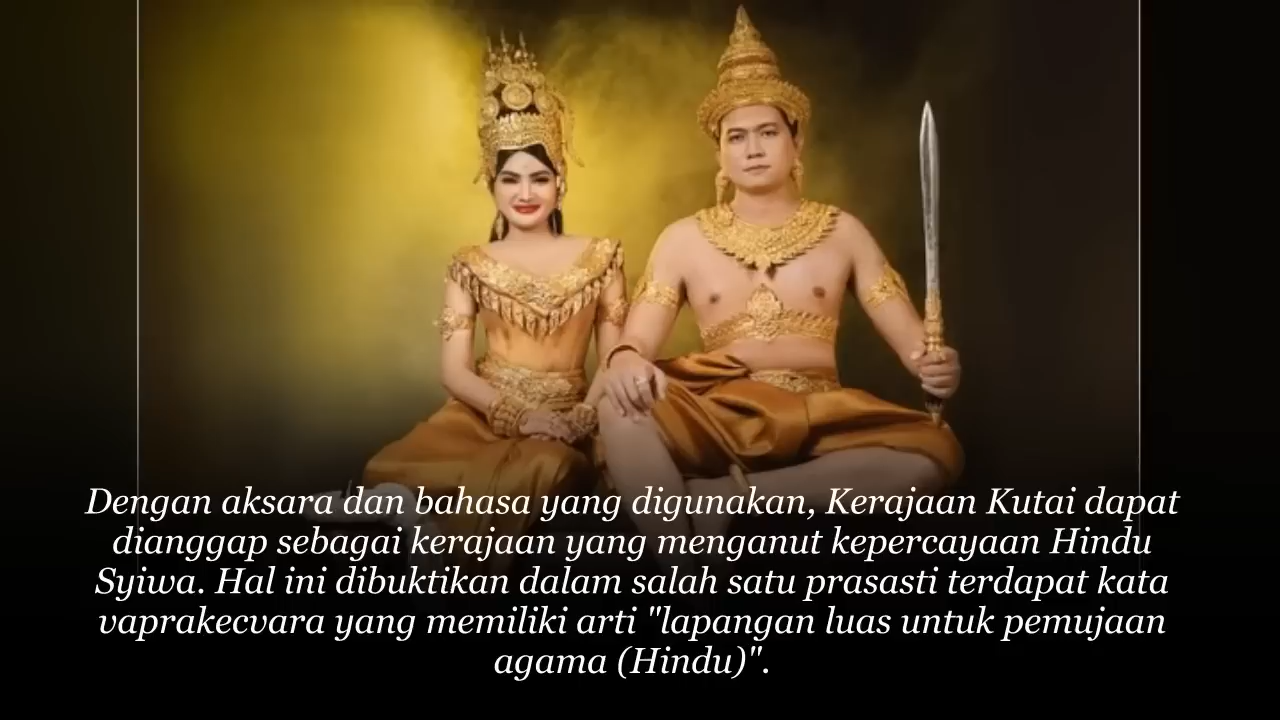 Dengan aksara dan bahasa yang digunakan, Kerajaan Kutai dapat
dianggap sebagai kerajaan yang menganut kepercayaan Hindu
Syiwa. Hal ini dibuktikan dalam salah satu prasasti terdapat kata
vaprakecvara yang memiliki arti "lapangan luas untuk pemujaan
agama (Hindu)".